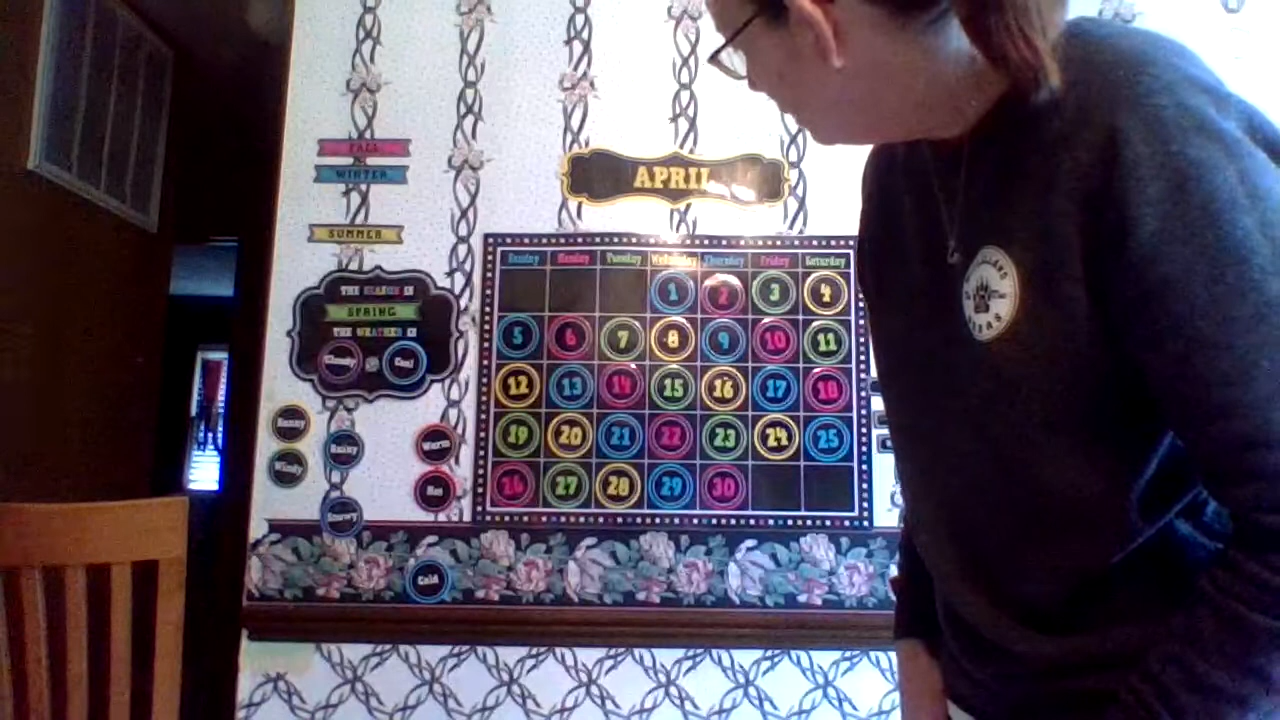 FALL
WINTER
SUMMER
THE SEASON IS
SPRING
THE WEATHER IS
Cloudy
Cool
Sunny
Rainy
Warm
Windy
Hot
Snowy
Cold
APRIL
Sunday Monday Tuesday Wednesday Thursday Friday Saturday
1 2 3 4
5 6 7 8 9 10 11
12 13 14 15 16 17 18
19 20 21 22 23 24 25
26 27 28 29 30